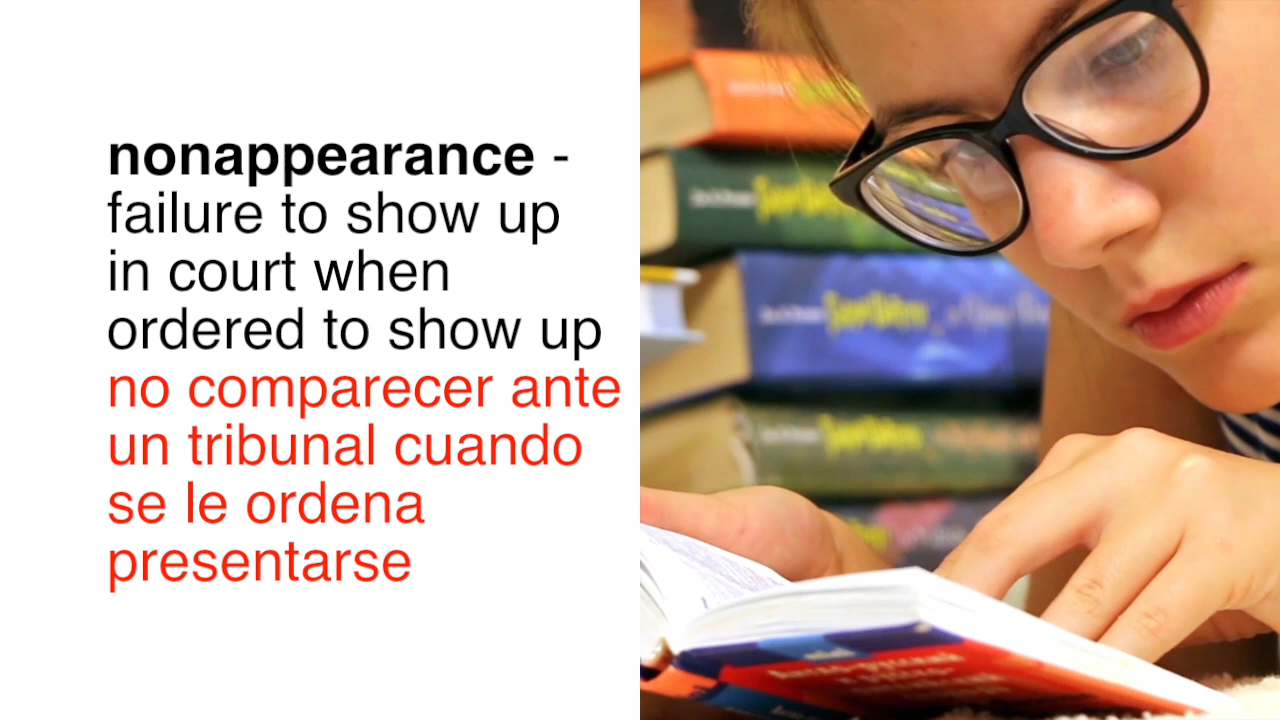 nonappearance -
failure to show up
in court when
ordered to show up
no comparecer ante
un tribunal cuando
se le ordena
presentarse